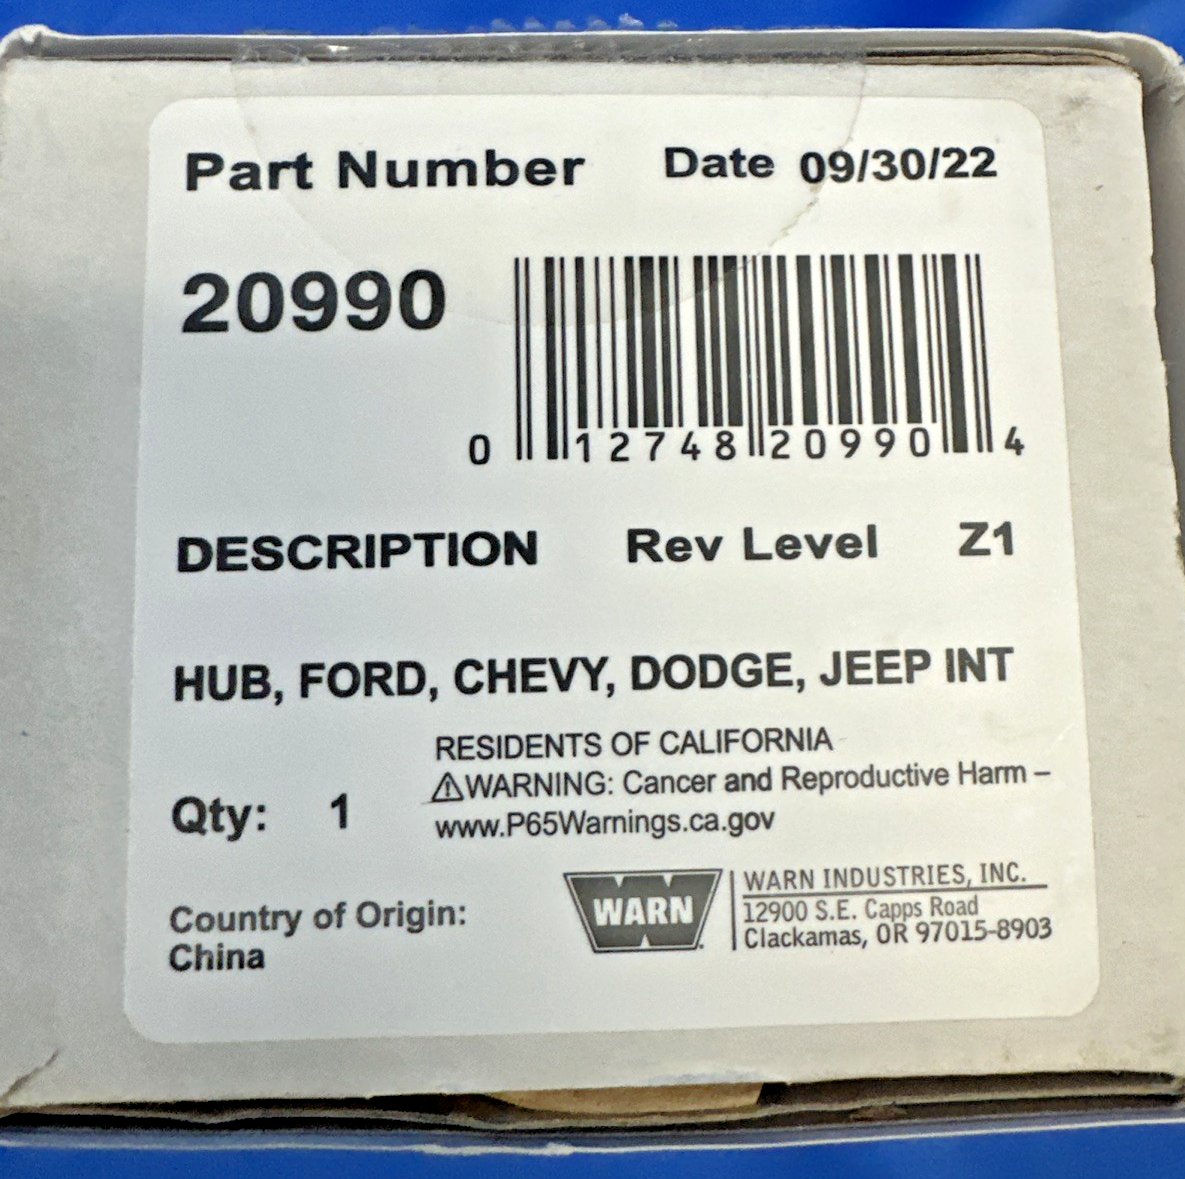 Part Number Date 09/30/22
20990
0 12748 20990 4
DESCRIPTION Rev Level Z1
HUB, FORD, CHEVY, DODGE, JEEP INT
RESIDENTS OF CALIFORNIA
⚠WARNING: Cancer and Reproductive Harm –
www.P65Warnings.ca.gov
Qty: 1
Country of Origin:
China
WARN
WARN INDUSTRIES, INC.
12900 S.E. Capps Road
Clackamas, OR 97015-8903